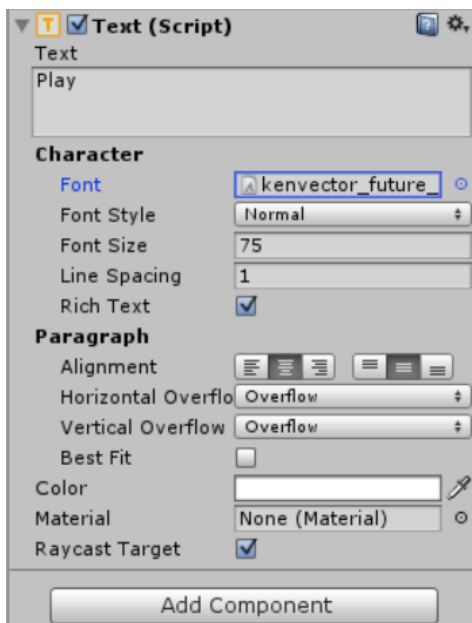 Text (Script)
Text
Play
Character
Font kenvector_future_
Font Style Normal
Font Size 75
Line Spacing 1
Rich Text
Paragraph
Alignment
Horizontal Overflo Overflow
Vertical Overflow Overflow
Best Fit
Color
Material None (Material)
Raycast Target
Add Component